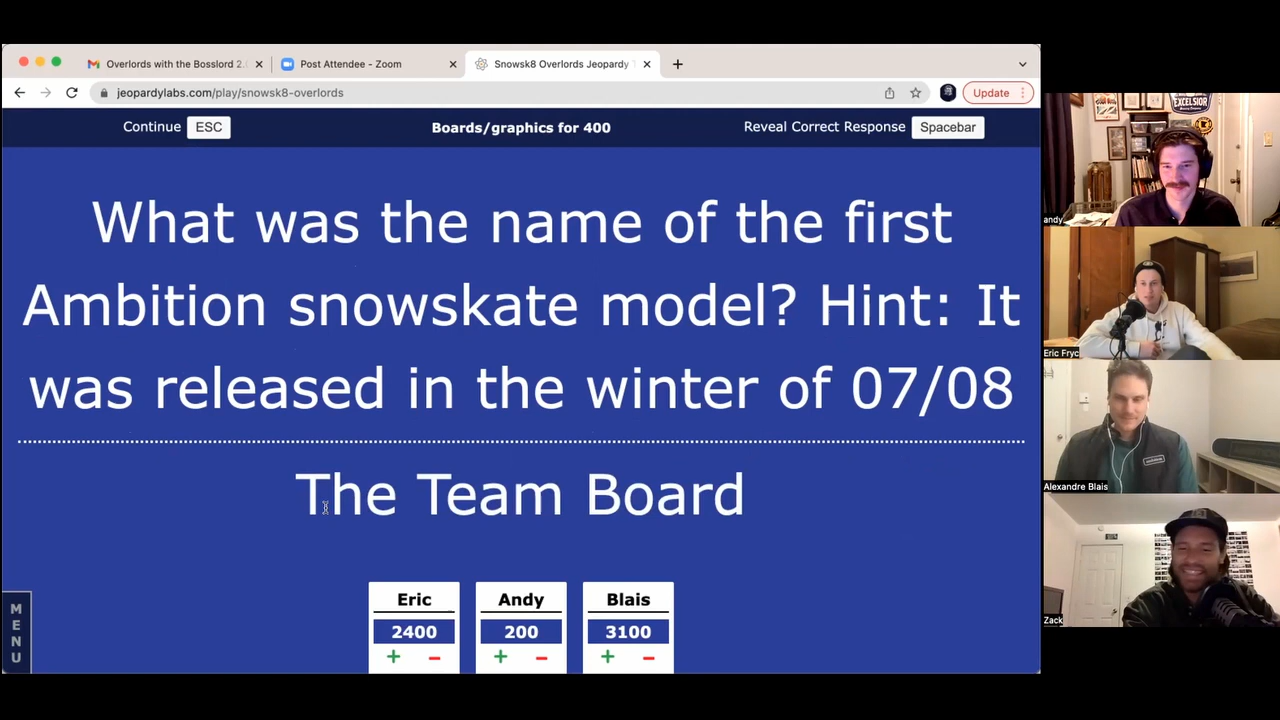 Overlords with the Bosslord 2.
Post Attendee - Zoom
Snowsk8 Overlords Jeopardy
jeopardylabs.com/play/snowsk8-overlords
Update
Continue ESC
Boards/graphics for 400
Reveal Correct Response Spacebar
What was the name of the first
Ambition snowskate model? Hint: It
was released in the winter of 07/08
The Team Board
MENU
Eric
2400
+ −
Andy
200
+ −
Blais
3100
+ −
EXCELSIOR
andy
Eric Fryc
Alexandre Blais
Zack